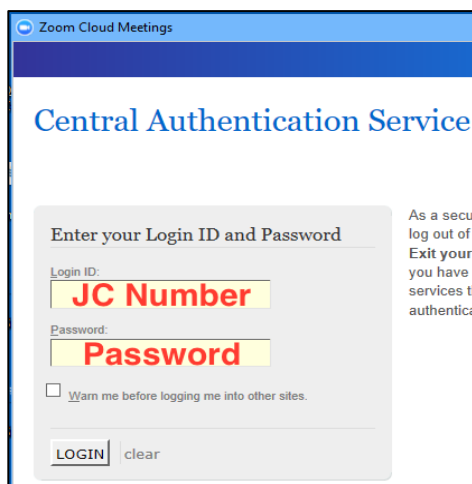 Zoom Cloud Meetings
Central Authentication Service
Enter your Login ID and Password
Login ID:
JC Number
Password:
Password
Warn me before logging me into other sites.
LOGIN clear
As a secu
log out of
Exit your
you have
services t
authentica